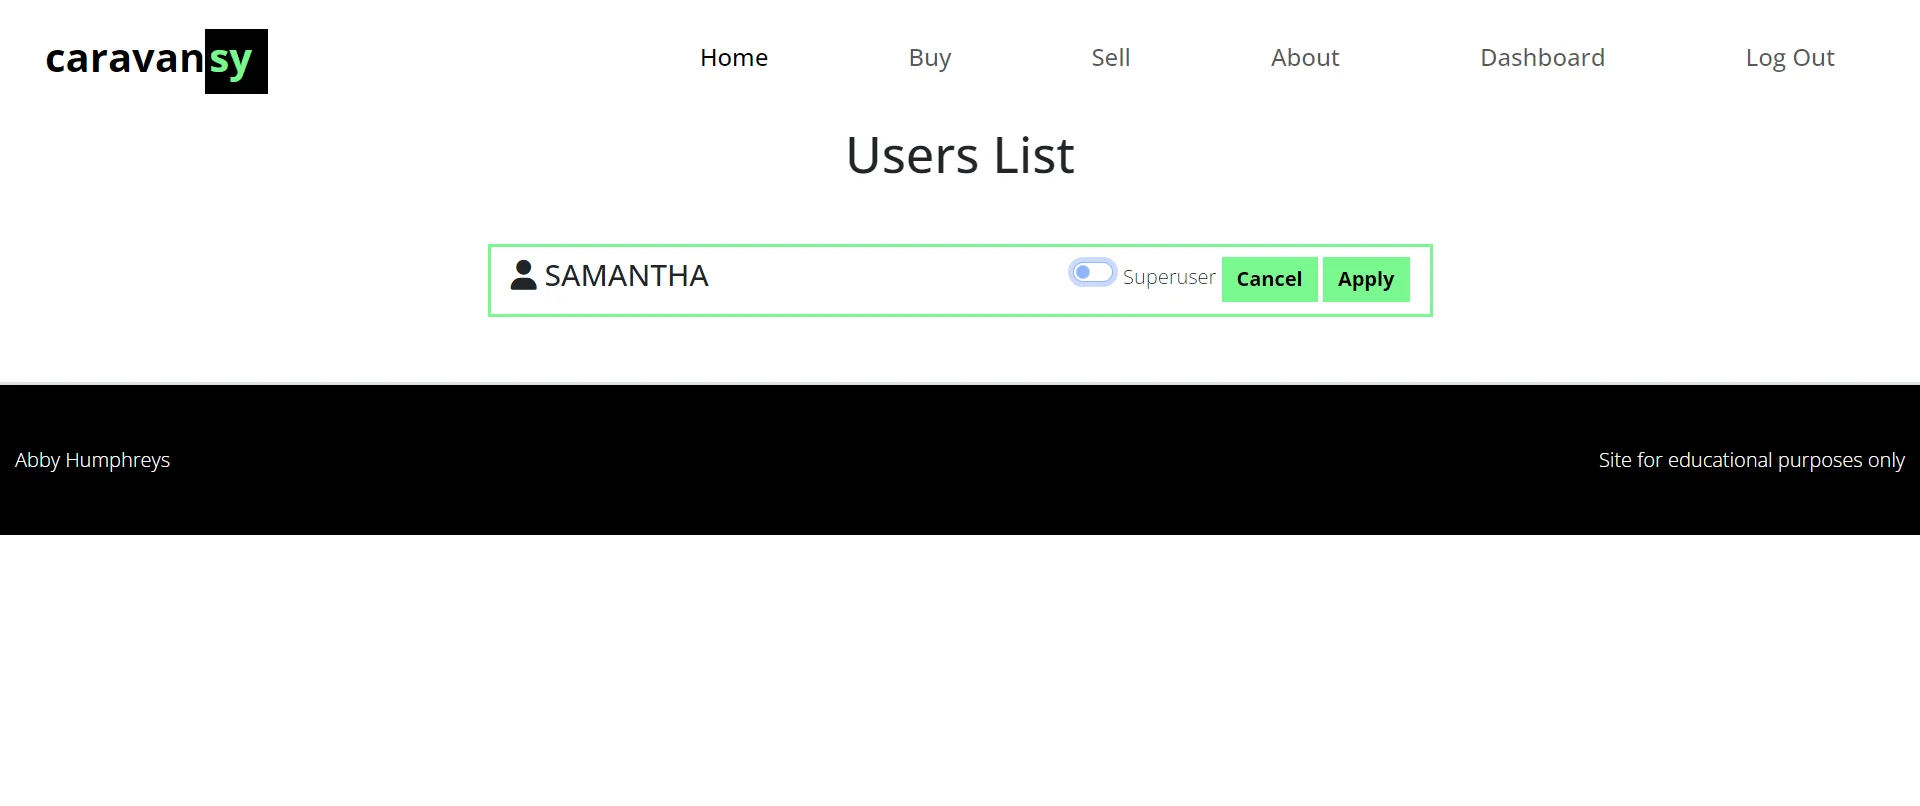 caravansy Home Buy Sell About Dashboard Log Out
Users List
SAMANTHA Superuser Cancel Apply
Abby Humphreys Site for educational purposes only